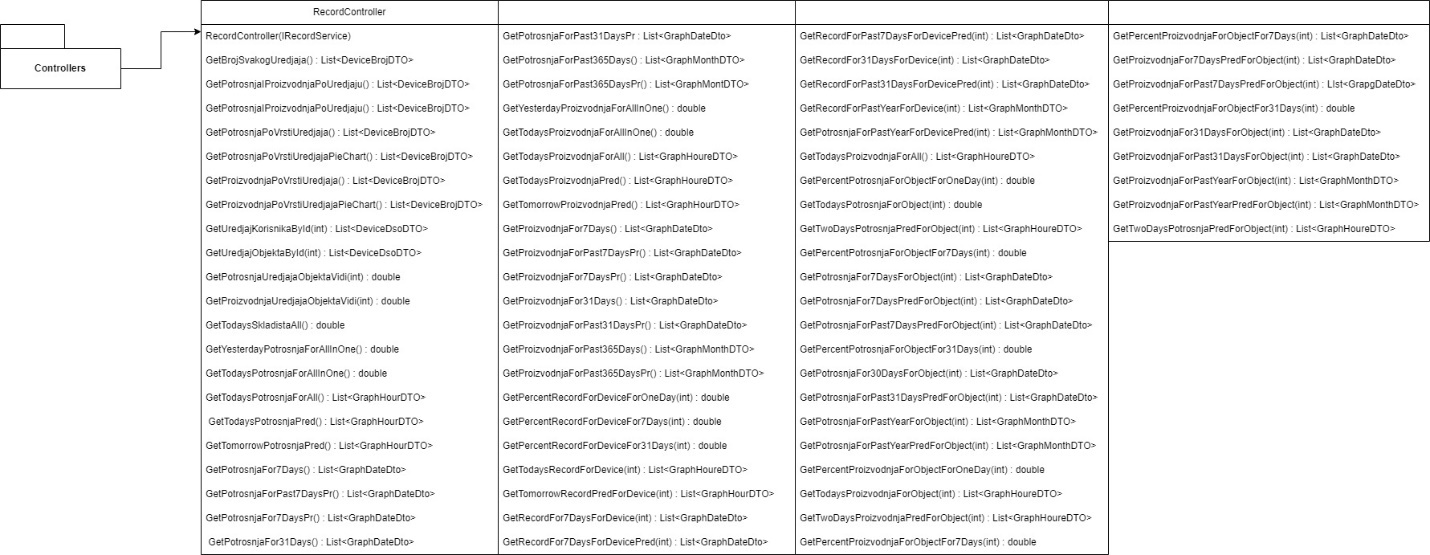 RecordController
Controllers
RecordController(IRecordService)
GetBrojSvakogUredjaja() : List<DeviceBrojDTO>
GetPotrosnjaIProizvodnjaPoUredjaju() : List<DeviceBrojDTO>
GetPotrosnjaIProizvodnjaPoUredjaju() : List<DeviceBrojDTO>
GetPotrosnjaPoVrstiUredjaja() : List<DeviceBrojDTO>
GetPotrosnjaPoVrstiUredjajaPieChart() : List<DeviceBrojDTO>
GetProizvodnjaPoVrstiUredjaja() : List<DeviceBrojDTO>
GetProizvodnjaPoVrstiUredjajaPieChart() : List<DeviceBrojDTO>
GetUredjajKorisnikaById(int) : List<DeviceDsoDTO>
GetUredjajObjektaById(int) : List<DeviceDsoDTO>
GetPotrosnjaUredjajaObjektaVidi(int) : double
GetProizvodnjaUredjajaObjektaVidi(int) : double
GetTodaysSkladistaAll() : double
GetYesterdayPotrosnjaForAllInOne() : double
GetTodaysPotrosnjaForAllInOne() : double
GetTodaysPotrosnjaForAll() : List<GraphHourDTO>
GetTodaysPotrosnjaPred() : List<GraphHourDTO>
GetTomorrowPotrosnjaPred() : List<GraphHourDTO>
GetPotrosnjaFor7Days() : List<GraphDateDto>
GetPotrosnjaForPast7DaysPr() : List<GraphDateDto>
GetPotrosnjaFor7DaysPr() : List<GraphDateDto>
GetPotrosnjaFor31Days() : List<GraphDateDto>
GetPotrosnjaForPast31DaysPr : List<GraphDateDto>
GetPotrosnjaForPast365Days() : List<GraphMonthDTO>
GetPotrosnjaForPast365DaysPr() : List<GraphMontDTO>
GetYesterdayProizvodnjaForAllInOne() : double
GetTodaysProizvodnjaForAllInOne() : double
GetTodaysProizvodnjaForAll() : List<GraphHoureDTO>
GetTodaysProizvodnjaPred() : List<GraphHoureDTO>
GetTomorrowProizvodnjaPred() : List<GraphHourDTO>
GetProizvodnjaFor7Days() : List<GraphDateDto>
GetProizvodnjaForPast7DaysPr() : List<GraphDateDto>
GetProizvodnjaFor7DaysPr() : List<GraphDateDto>
GetProizvodnjaFor31Days() : List<GraphDateDto>
GetProizvodnjaForPast31DaysPr() : List<GraphDateDto>
GetProizvodnjaForPast365Days() : List<GraphMonthDTO>
GetProizvodnjaForPast365DaysPr() : List<GraphMonthDTO>
GetPercentRecordForDeviceForOneDay(int) : double
GetPercentRecordForDeviceFor7Days(int) : double
GetPercentRecordForDeviceFor31Days(int) : double
GetTodaysRecordForDevice(int) : List<GraphHoureDTO>
GetTomorrowRecordPredForDevice(int) : List<GraphHourDTO>
GetRecordFor7DaysForDevice(int) : List<GraphDateDto>
GetRecordFor7DaysForDevicePred(int) : List<GraphDateDto>
GetRecordForPast7DaysForDevicePred(int) : List<GraphDateDto>
GetRecordFor31DaysForDevice(int) : List<GraphDateDto>
GetRecordForPast31DaysForDevicePred(int) : List<GraphDateDto>
GetRecordForPastYearForDevice(int) : List<GraphMonthDTO>
GetPotrosnjaForPastYearForDevicePred(int) : List<GraphMonthDTO>
GetTodaysProizvodnjaForAll() : List<GraphHoureDTO>
GetPercentPotrosnjaForObjectForOneDay(int) : double
GetTodaysPotrosnjaForObject(int) : double
GetTwoDaysPotrosnjaPredForObject(int) : List<GraphHoureDTO>
GetPercentPotrosnjaForObjectFor7Days(int) : double
GetPotrosnjaFor7DaysForObject(int) : List<GraphDateDto>
GetPotrosnjaFor7DaysPredForObject(int) : List<GraphDateDto>
GetPotrosnjaForPast7DaysPredForObject(int) : List<GraphDateDto>
GetPercentPotrosnjaForObjectFor31Days(int) : double
GetPotrosnjaFor30DaysForObject(int) : List<GraphDateDto>
GetPotrosnjaForPast31DaysPredForObject(int) : List<GraphDateDto>
GetPotrosnjaForPastYearForObject(int) : List<GraphMonthDTO>
GetPotrosnjaForPastYearPredForObject(int) : List<GraphMonthDTO>
GetPercentProizvodnjaForObjectForOneDay(int) : double
GetTodaysProizvodnjaForObject(int) : List<GraphHoureDTO>
GetTwoDaysProizvodnjaPredForObject(int) : List<GraphHoureDTO>
GetPercentProizvodnjaForObjectFor7Days(int) : double
GetPercentProizvodnjaForObjectFor7Days(int) : List<GraphDateDto>
GetProizvodnjaFor7DaysPredForObject(int) : List<GraphDateDto>
GetProizvodnjaForPast7DaysPredForObject(int) : List<GrapgDateDto>
GetPercentProizvodnjaForObjectFor31Days(int) : double
GetProizvodnjaFor31DaysForObject(int) : List<GraphDateDto>
GetProizvodnjaForPast31DaysForObject(int) : List<GraphDateDto>
GetProizvodnjaForPastYearForObject(int) : List<GraphMonthDTO>
GetProizvodnjaForPastYearPredForObject(int) : List<GraphMonthDTO>
GetTwoDaysPotrosnjaPredForObject(int) : List<GraphHoureDTO>